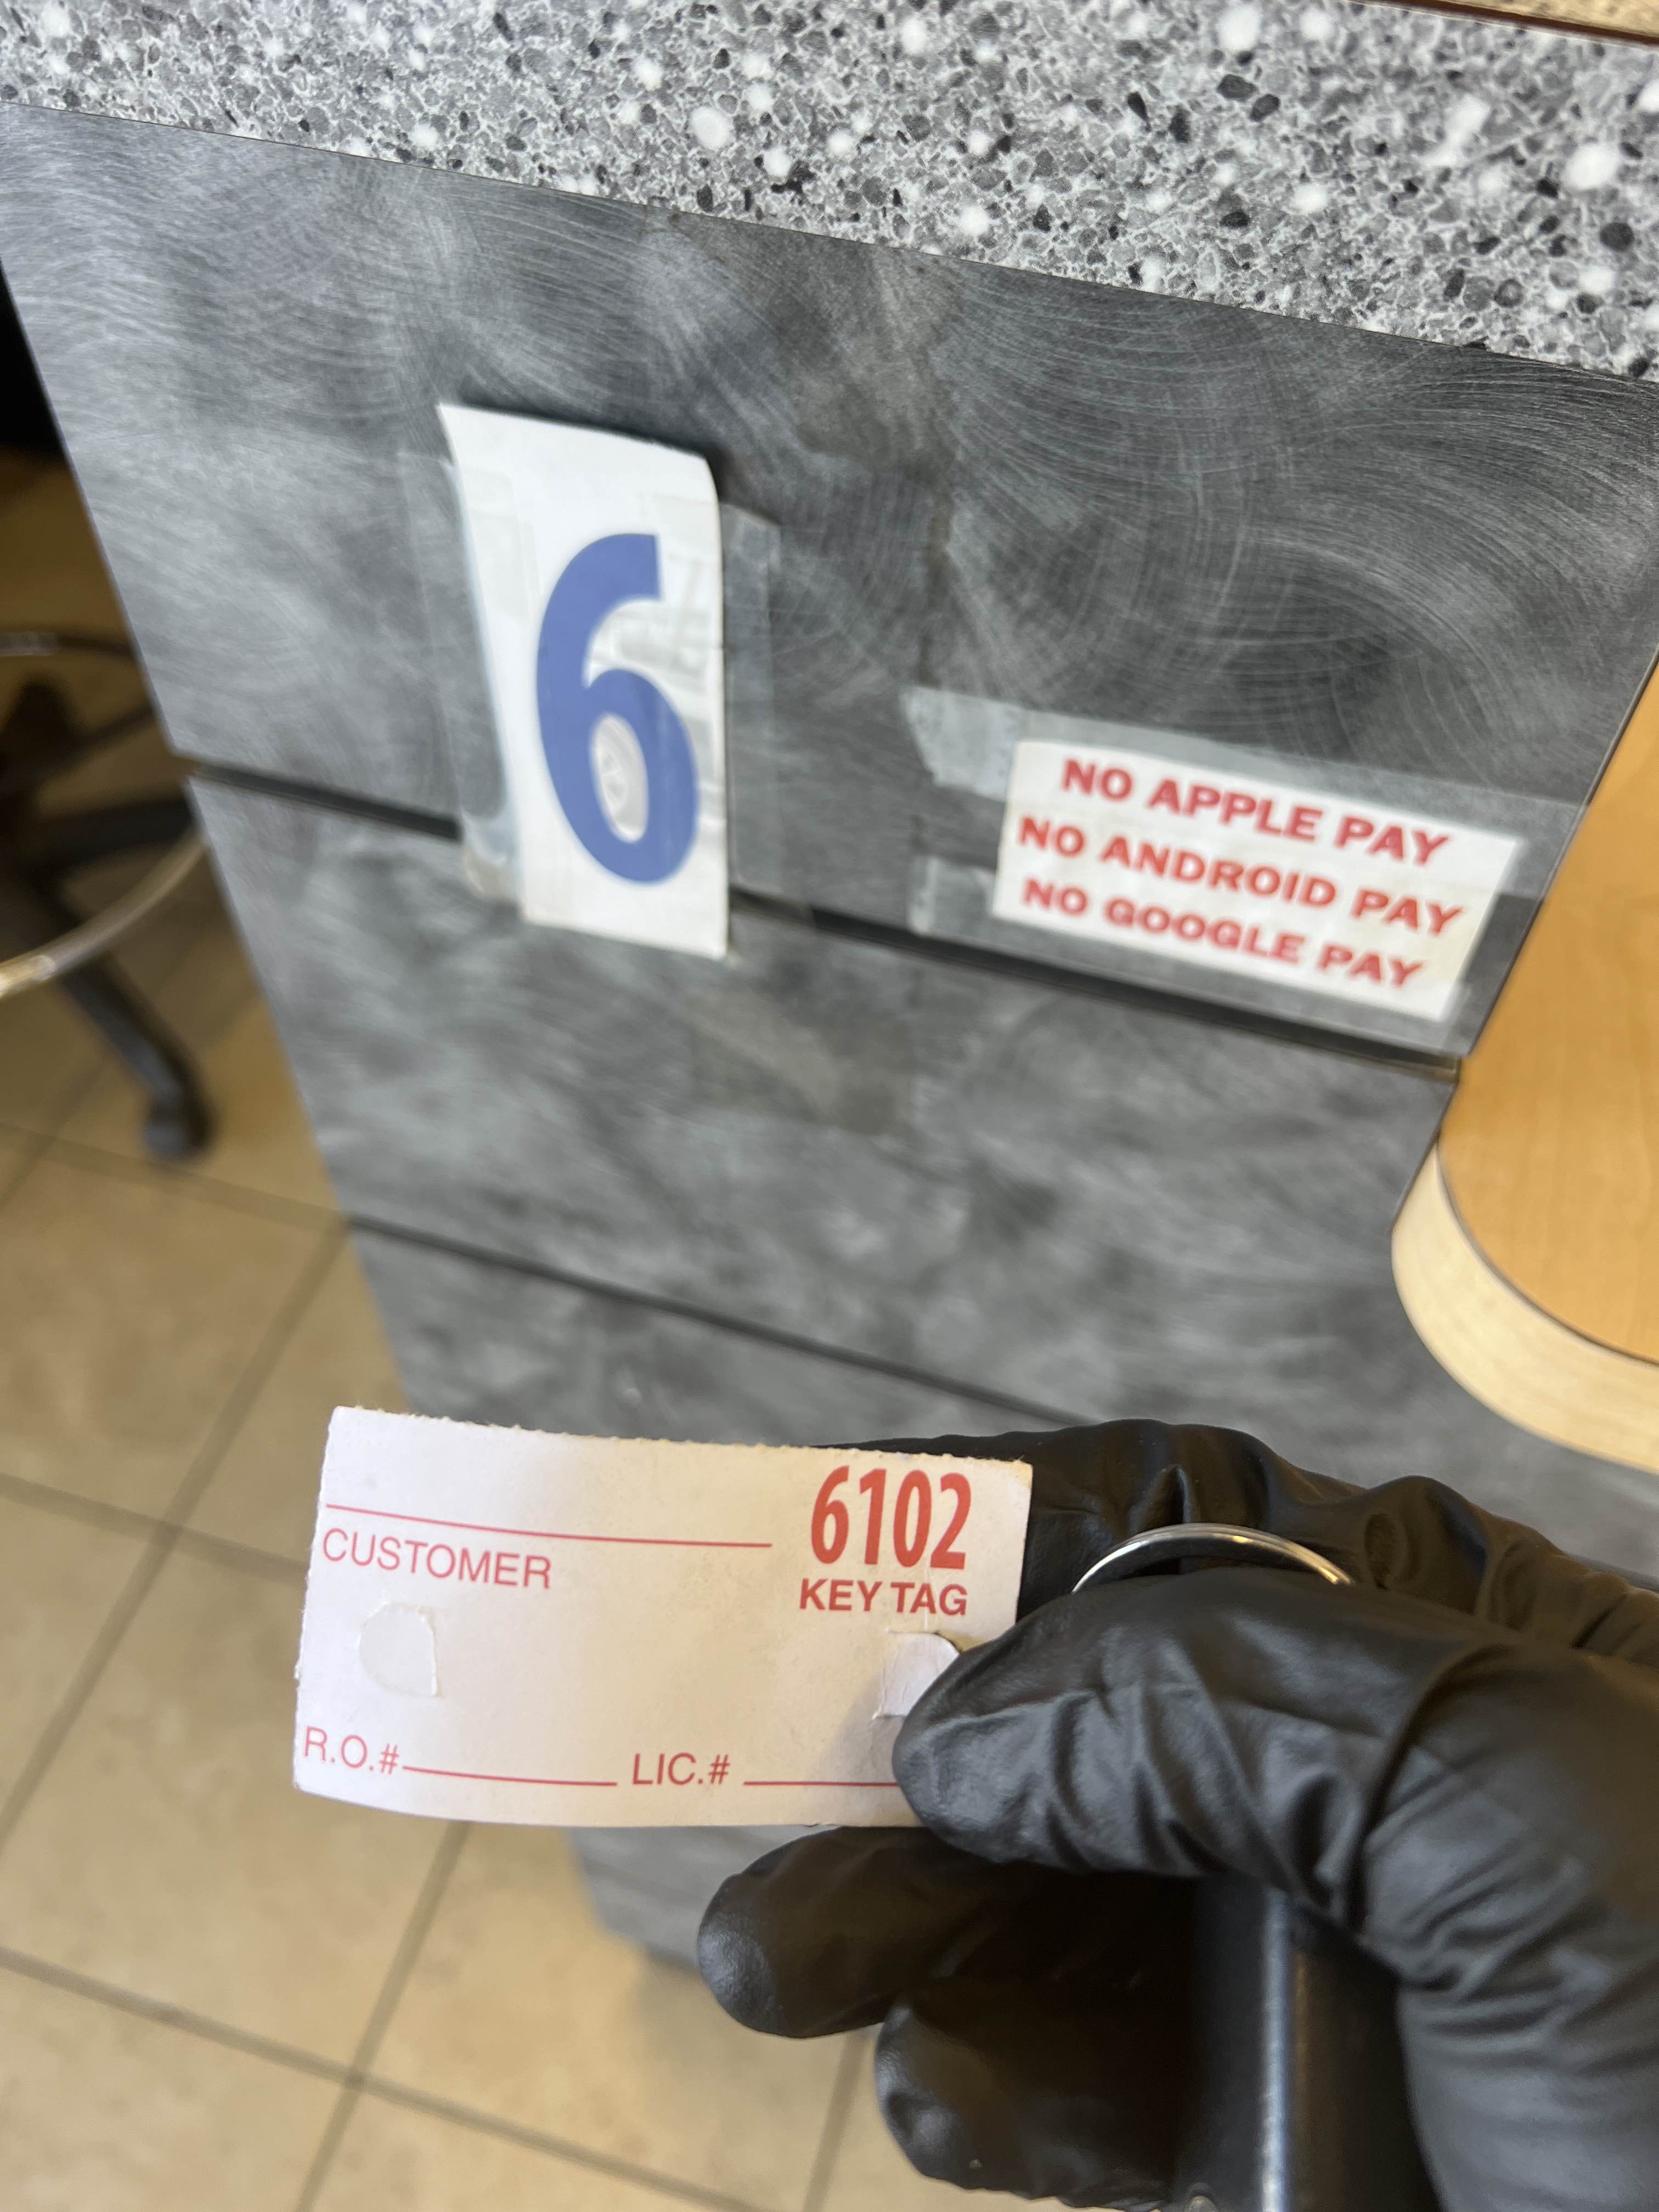 6
NO APPLE PAY
NO ANDROID PAY
NO GOOGLE PAY
6102
CUSTOMER
KEY TAG
R.O.# LIC.#